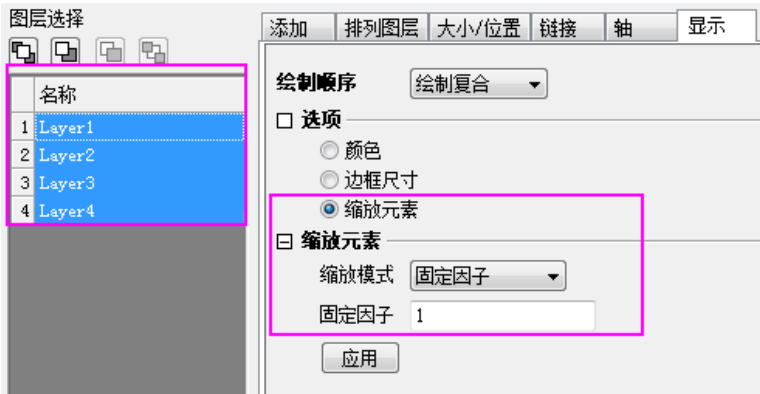 图层选择
名称
1 Layer1
2 Layer2
3 Layer3
4 Layer4
添加 排列图层 大小/位置 链接 轴 显示
绘制顺序 绘制复合
选项
颜色
边框尺寸
缩放元素
缩放元素
缩放模式 固定因子
固定因子 1
应用